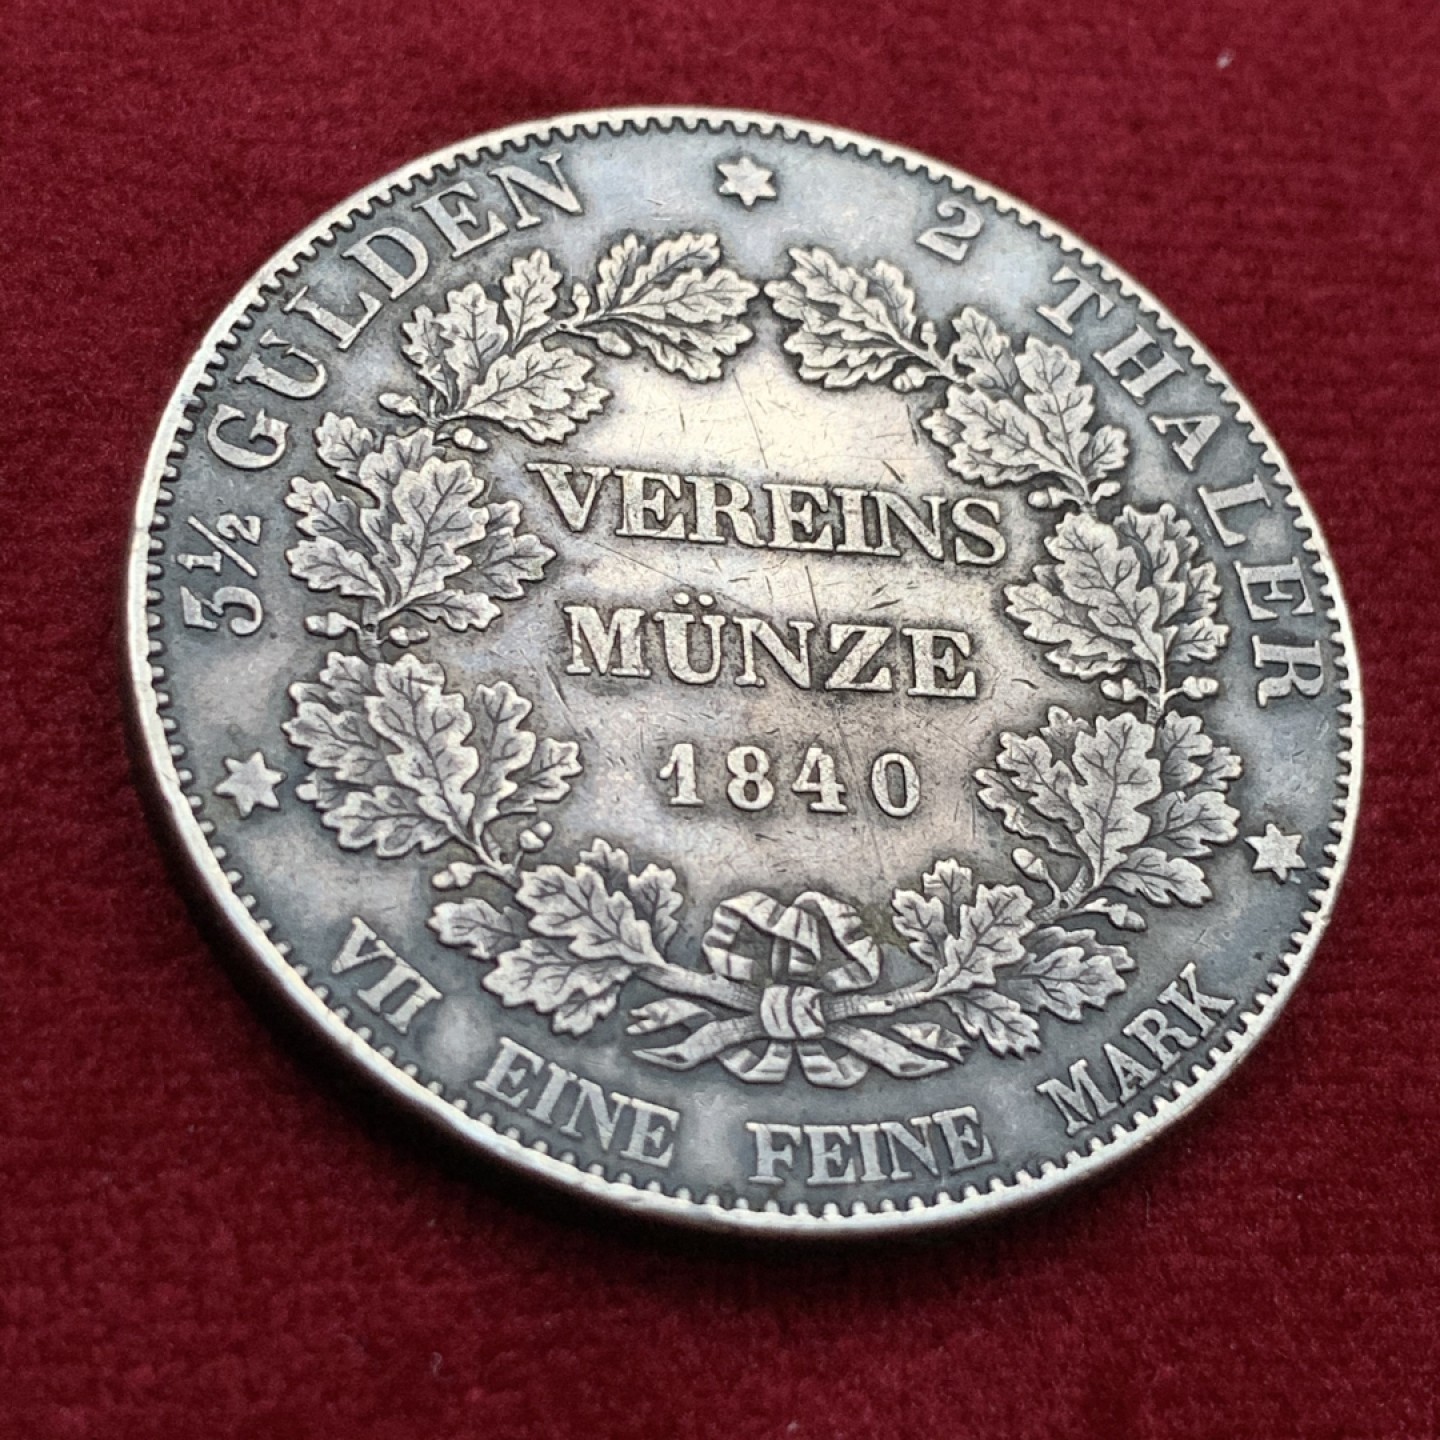 3½ GULDEN
2 THALER
VEREINS
MÜNZE
1840
VII EINE FEINE MARK